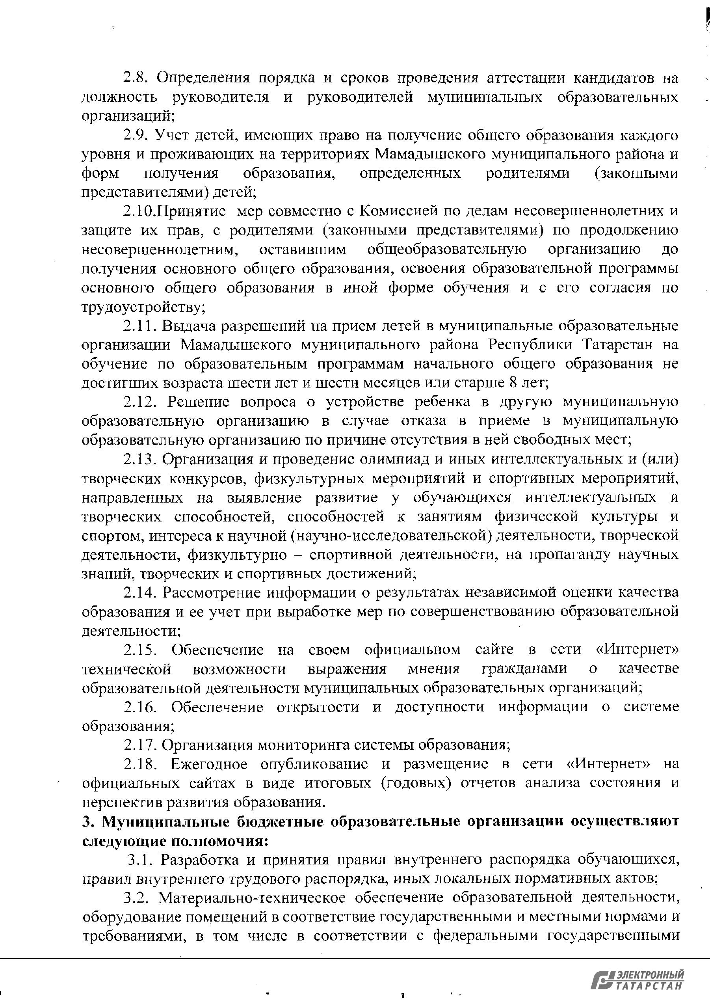 2.8. Определения порядка и сроков проведения аттестации кандидатов на
должность руководителя и руководителей муниципальных образовательных
организаций;
2.9. Учет детей, имеющих право на получение общего образования каждого
уровня и проживающих на территориях Мамадышского муниципального района и
форм получения образования, определенных родителями (законными
представителями) детей;
2.10.Принятие мер совместно с Комиссией по делам несовершеннолетних и
защите их прав, с родителями (законными представителями) по продолжению
несовершеннолетним, оставившим общеобразовательную организацию до
получения основного общего образования, освоения образовательной программы
основного общего образования в иной форме обучения и с его согласия по
трудоустройству;
2.11. Выдача разрешений на прием детей в муниципальные образовательные
организации Мамадышского муниципального района Республики Татарстан на
обучение по образовательным программам начального общего образования не
достигших возраста шести лет и шести месяцев или старше 8 лет;
2.12. Решение вопроса о устройстве ребенка в другую муниципальную
образовательную организацию в случае отказа в приеме в муниципальную
образовательную организацию по причине отсутствия в ней свободных мест;
2.13. Организация и проведение олимпиад и иных интеллектуальных и (или)
творческих конкурсов, физкультурных мероприятий и спортивных мероприятий,
направленных на выявление развитие у обучающихся интеллектуальных и
творческих способностей, способностей к занятиям физической культуры и
спортом, интереса к научной (научно-исследовательской) деятельности, творческой
деятельности, физкультурно – спортивной деятельности, на пропаганду научных
знаний, творческих и спортивных достижений;
2.14. Рассмотрение информации о результатах независимой оценки качества
образования и ее учет при выработке мер по совершенствованию образовательной
деятельности;
2.15. Обеспечение на своем официальном сайте в сети «Интернет»
технической возможности выражения мнения гражданами о качестве
образовательной деятельности муниципальных образовательных организаций;
2.16. Обеспечение открытости и доступности информации о системе
образования;
2.17. Организация мониторинга системы образования;
2.18. Ежегодное опубликование и размещение в сети «Интернет» на
официальных сайтах в виде итоговых (годовых) отчетов анализа состояния и
перспектив развития образования.
3. Муниципальные бюджетные образовательные организации осуществляют
следующие полномочия:
3.1. Разработка и принятия правил внутреннего распорядка обучающихся,
правил внутреннего трудового распорядка, иных локальных нормативных актов;
3.2. Материально-техническое обеспечение образовательной деятельности,
оборудование помещений в соответствие государственными и местными нормами и
требованиями, в том числе в соответствии с федеральными государственными
ЭЛЕКТРОННЫЙ
ТАТАРСТАН